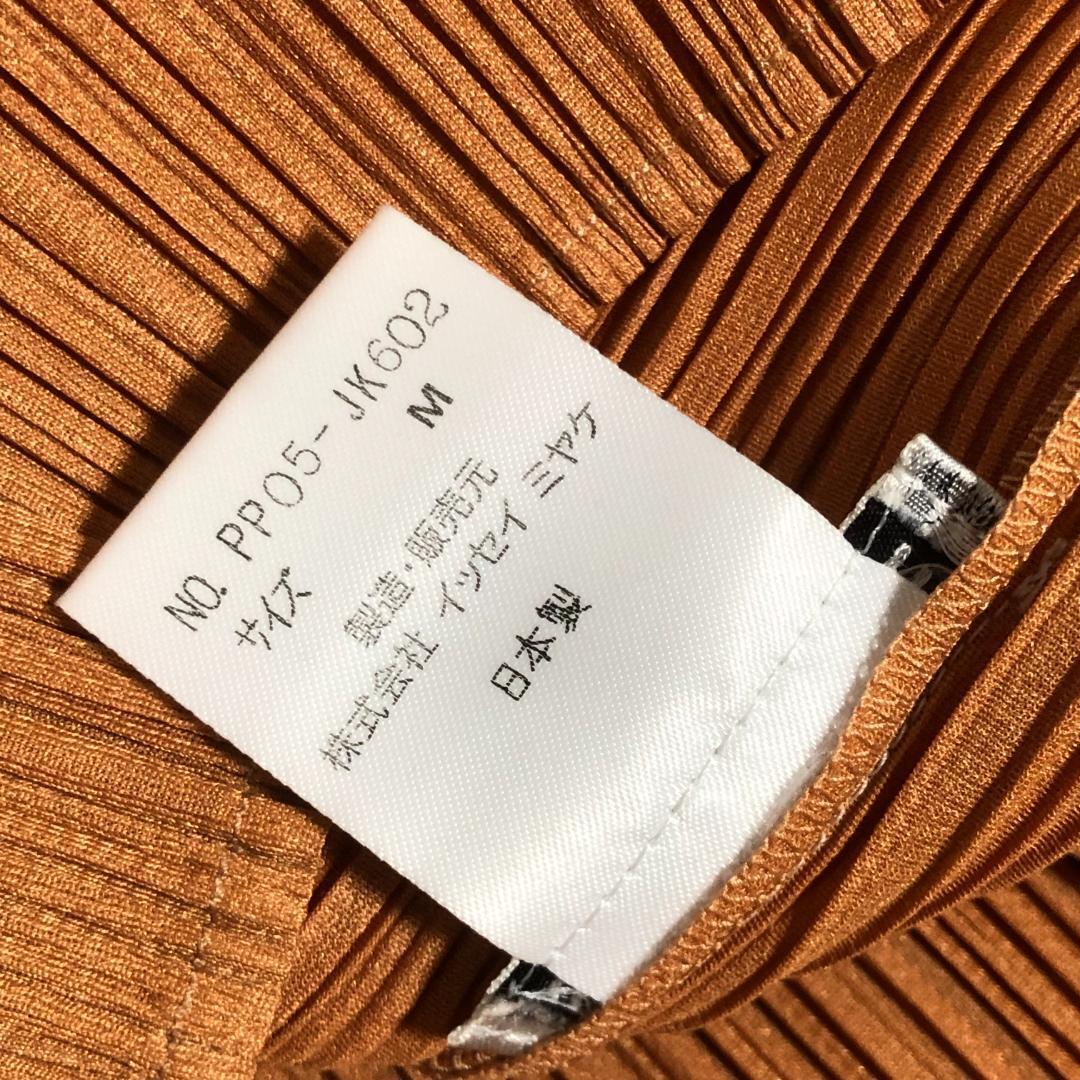 NO. PP05-JK602
サイズ M
製造・販売元
株式会社 イッセイ ミヤケ
日本製